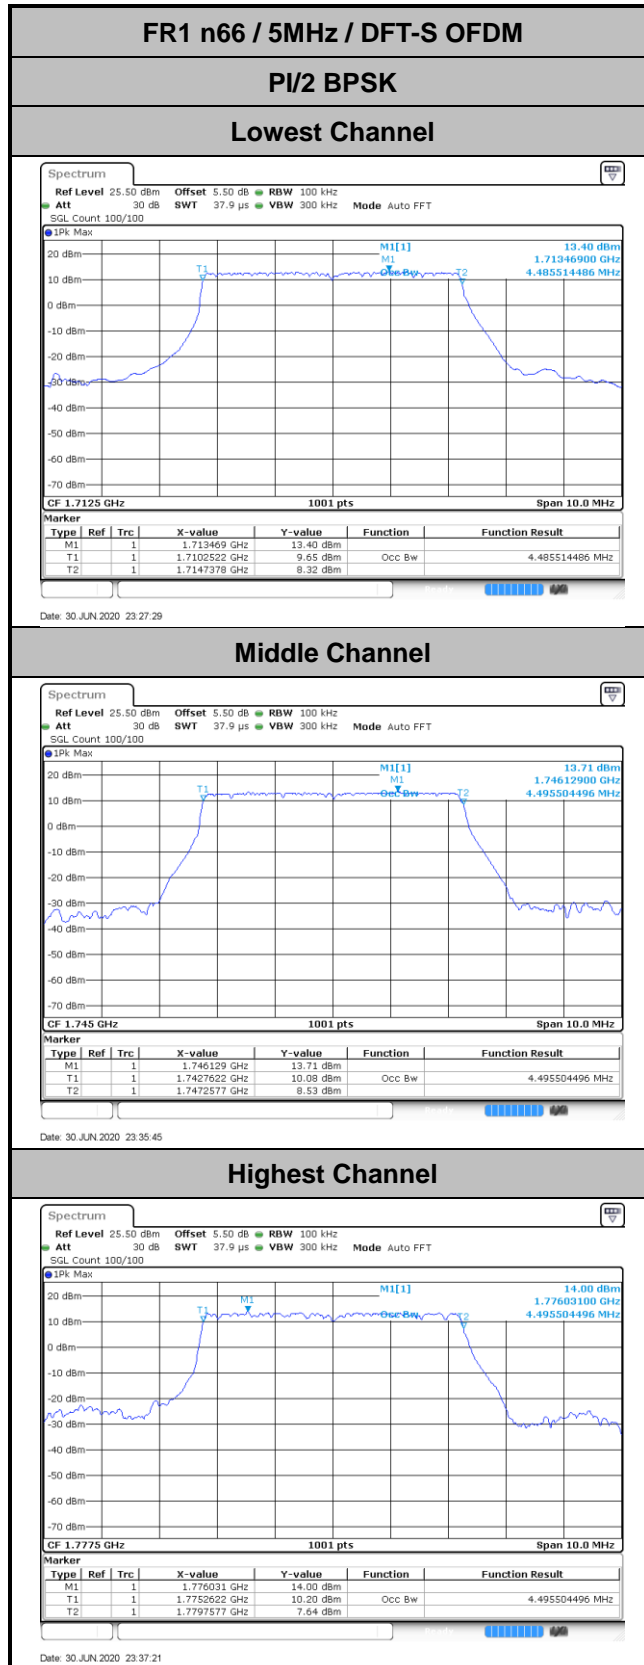 FR1 n66 / 5MHz / DFT-S OFDM
PI/2 BPSK
Lowest Channel
Spectrum
Ref Level 25.50 dBm Offset 5.50 dB RBW 100 kHz
Att 30 dB SWT 37.9 µs VBW 300 kHz Mode Auto FFT
SGL Count 100/100
1Pk Max
M1[1] 13.40 dBm
1.71346900 GHz
Occ Bw 4.485514486 MHz
M1
T1
T2
20 dBm
10 dBm
0 dBm
-10 dBm
-20 dBm
-30 dBm
-40 dBm
-50 dBm
-60 dBm
-70 dBm
CF 1.7125 GHz 1001 pts Span 10.0 MHz
Marker
Type Ref Trc X-value Y-value Function Function Result
M1 1 1.713469 GHz 13.40 dBm
T1 1 1.7102522 GHz 9.65 dBm Occ Bw 4.485514486 MHz
T2 1 1.7147378 GHz 8.32 dBm
Ready
Date: 30.JUN.2020 23:27:29
Middle Channel
Spectrum
Ref Level 25.50 dBm Offset 5.50 dB RBW 100 kHz
Att 30 dB SWT 37.9 µs VBW 300 kHz Mode Auto FFT
SGL Count 100/100
1Pk Max
M1[1] 13.71 dBm
1.74612900 GHz
Occ Bw 4.495504496 MHz
M1
T1
T2
20 dBm
10 dBm
0 dBm
-10 dBm
-20 dBm
-30 dBm
-40 dBm
-50 dBm
-60 dBm
-70 dBm
CF 1.745 GHz 1001 pts Span 10.0 MHz
Marker
Type Ref Trc X-value Y-value Function Function Result
M1 1 1.746129 GHz 13.71 dBm
T1 1 1.7427622 GHz 10.08 dBm Occ Bw 4.495504496 MHz
T2 1 1.7472577 GHz 8.53 dBm
Ready
Date: 30.JUN.2020 23:35:45
Highest Channel
Spectrum
Ref Level 25.50 dBm Offset 5.50 dB RBW 100 kHz
Att 30 dB SWT 37.9 µs VBW 300 kHz Mode Auto FFT
SGL Count 100/100
1Pk Max
M1[1] 14.00 dBm
1.77603100 GHz
Occ Bw 4.495504496 MHz
M1
T1
T2
20 dBm
10 dBm
0 dBm
-10 dBm
-20 dBm
-30 dBm
-40 dBm
-50 dBm
-60 dBm
-70 dBm
CF 1.7775 GHz 1001 pts Span 10.0 MHz
Marker
Type Ref Trc X-value Y-value Function Function Result
M1 1 1.776031 GHz 14.00 dBm
T1 1 1.7752622 GHz 10.20 dBm Occ Bw 4.495504496 MHz
T2 1 1.7797577 GHz 7.64 dBm
Ready
Date: 30.JUN.2020 23:37:21